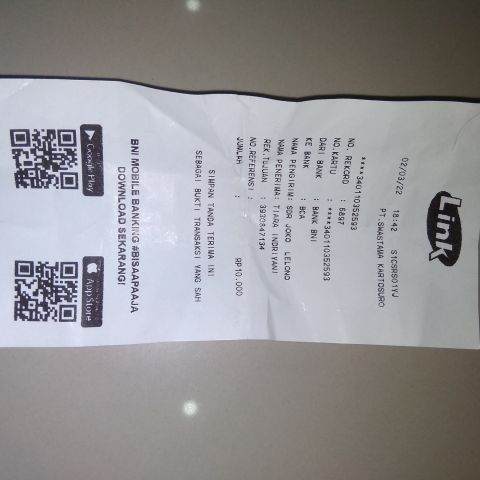 Link
02/03/22 18:42 S1CSRS01YJ
PT.SWASTAMA KARTOSURO
****340110352593
NO. REKORD : 6897
NO.KARTU : ****340110352593
DARI BANK : BANK BNI
KE BANK : BCA
NAMA PENGIRIM: SDR JOKO LELONO
NAMA PENERIMA: TIARA INDRIYANI
REK.TUJUAN : 3930847134
NO.REFERENSI :
JUMLAH : RP10.000
SIMPAN TANDA TERIMA INI
SEBAGAI BUKTI TRANSAKSI YANG SAH
BNI MOBILE BANKING #BISAAPAAJA
DOWNLOAD SEKARANG!
Google Play
App Store